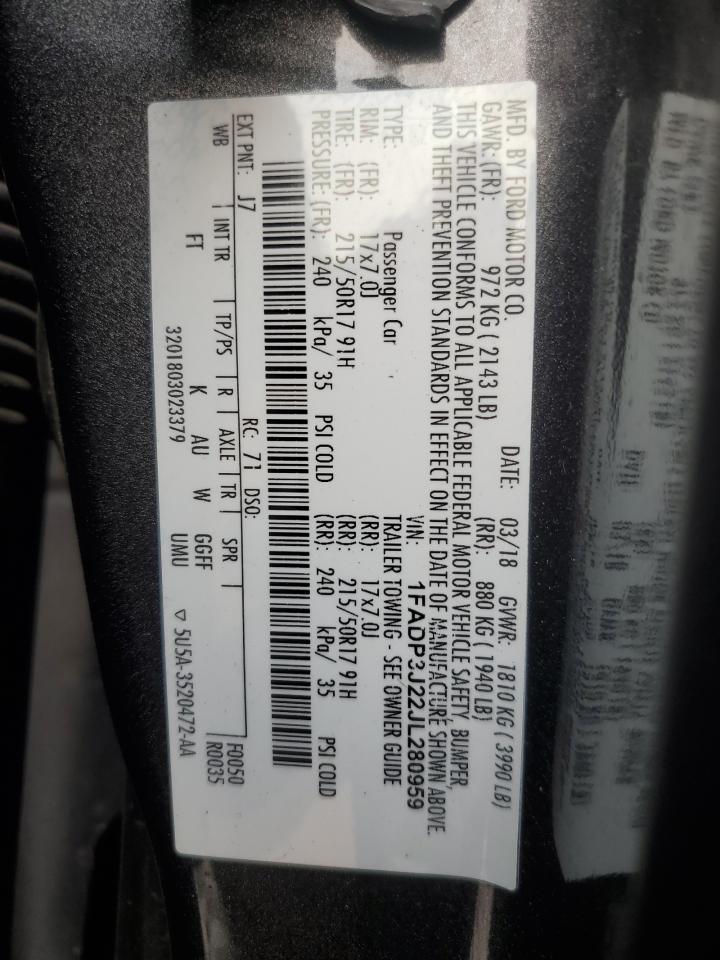 MFD. BY FORD MOTOR CO. DATE: 03/18 GVWR: 1810 KG ( 3990 LB)
GAWR: (FR): 972 KG ( 2143 LB) (RR): 880 KG ( 1940 LB)
THIS VEHICLE CONFORMS TO ALL APPLICABLE FEDERAL MOTOR VEHICLE SAFETY, BUMPER,
AND THEFT PREVENTION STANDARDS IN EFFECT ON THE DATE OF MANUFACTURE SHOWN ABOVE.
VIN: 1FADP3J22JL280959
TYPE: Passenger Car TRAILER TOWING - SEE OWNER GUIDE
RIM: (FR): 17x7.0J (RR): 17x7.0J
TIRE: (FR): 215/50R17 91H (RR): 215/50R17 91H
PRESSURE: (FR): 240 kPa/ 35 PSI COLD (RR): 240 kPa/ 35 PSI COLD
RC: 71 DSO:
EXT PNT: J7 F0050
WB INT TR TP/PS R AXLE TR SPR R0035
FT K AU W GGFF
3201803023379 UMU ▽ 5U5A-3520472-AA